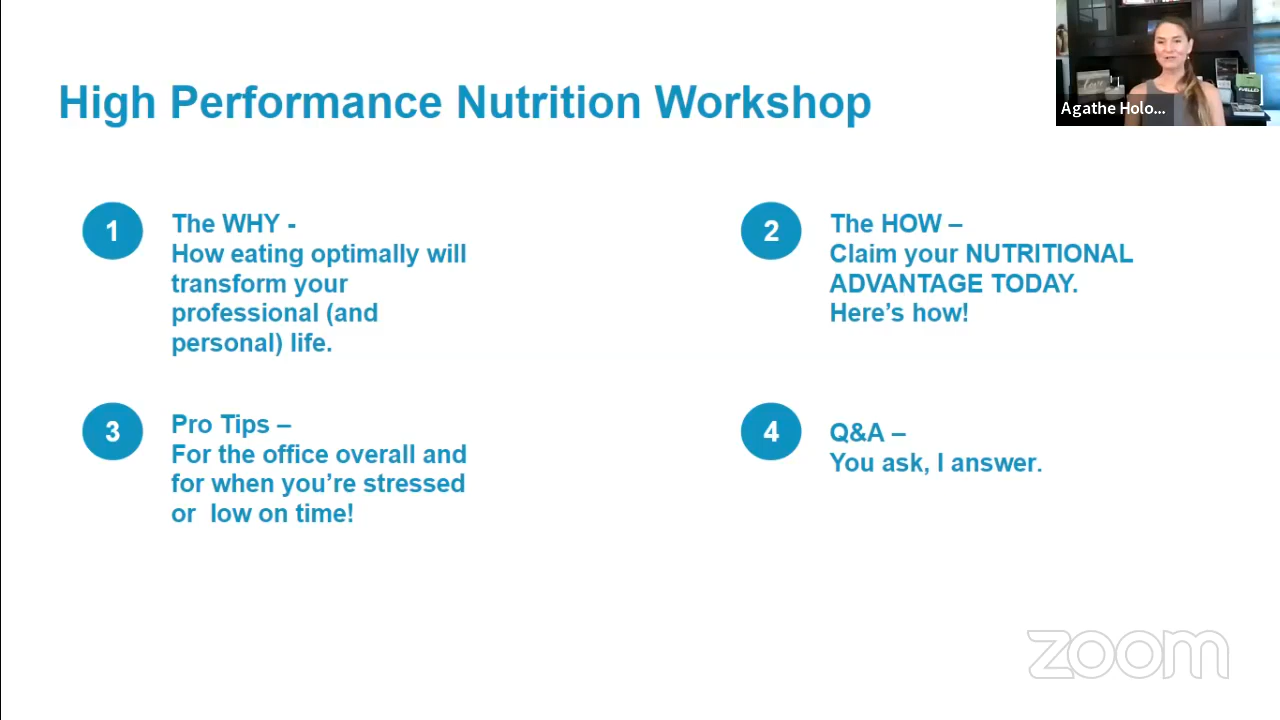 High Performance Nutrition Workshop
Agathe Holo...
1
The WHY -
How eating optimally will
transform your
professional (and
personal) life.
2
The HOW –
Claim your NUTRITIONAL
ADVANTAGE TODAY.
Here's how!
3
Pro Tips –
For the office overall and
for when you're stressed
or  low on time!
4
Q&A –
You ask, I answer.
zoom